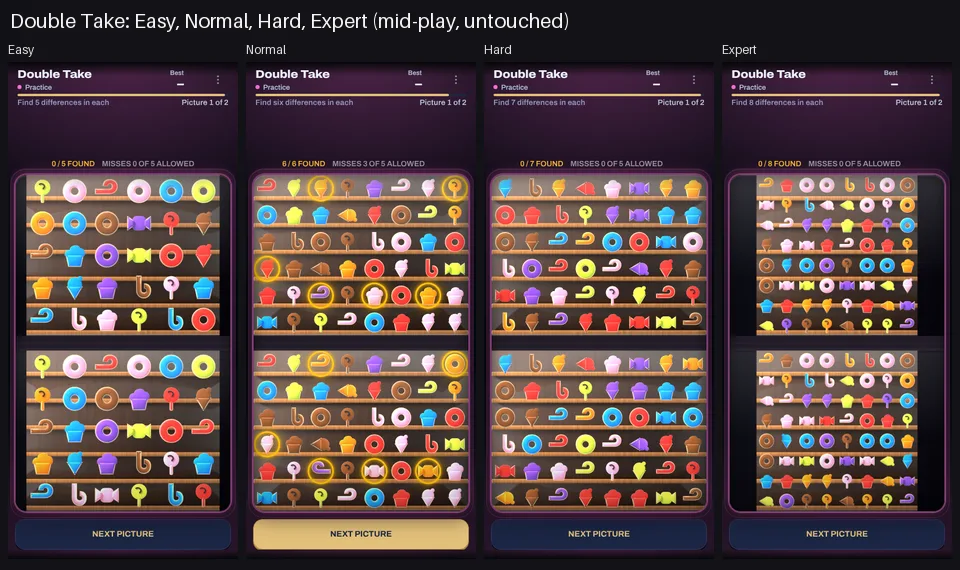 Double Take: Easy, Normal, Hard, Expert (mid-play, untouched)
Easy
Double Take
Best
Practice
–
Find 5 differences in each
Picture 1 of 2
0 / 5 FOUND MISSES 0 OF 5 ALLOWED
NEXT PICTURE
Normal
Double Take
Best
Practice
–
Find six differences in each
Picture 1 of 2
6 / 6 FOUND MISSES 3 OF 5 ALLOWED
NEXT PICTURE
Hard
Double Take
Best
Practice
–
Find 7 differences in each
Picture 1 of 2
0 / 7 FOUND MISSES 0 OF 5 ALLOWED
NEXT PICTURE
Expert
Double Take
Best
Practice
–
Find 8 differences in each
Picture 1 of 2
0 / 8 FOUND MISSES 0 OF 5 ALLOWED
NEXT PICTURE